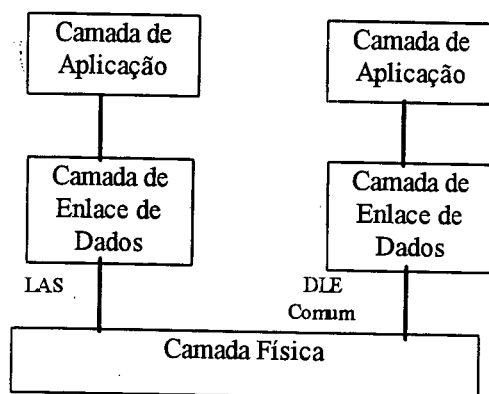 Camada de
Aplicação
Camada de
Aplicação
Camada de
Enlace de
Dados
Camada de
Enlace de
Dados
LAS
DLE
Comum
Camada Física